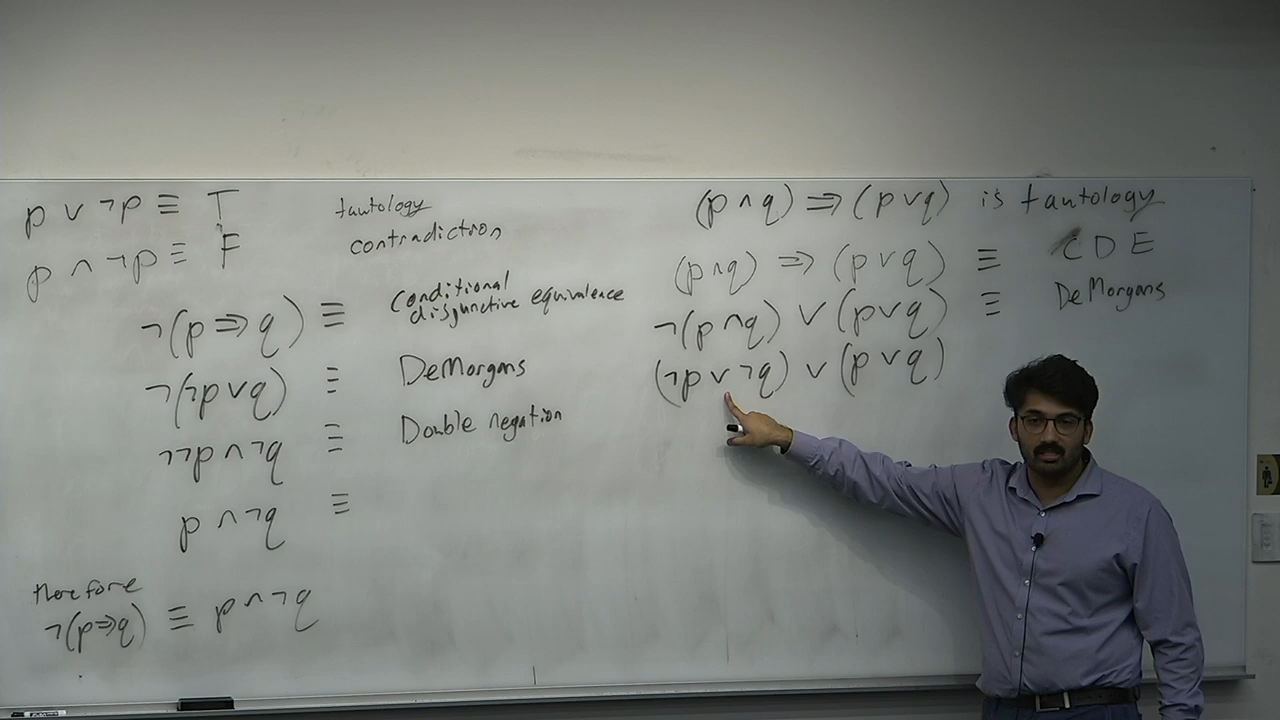 p ∨ ¬p ≡ T tautology
p ∧ ¬p ≡ F contradiction
¬(p ⇒ q) ≡ conditional disjunctive equivalence
¬(¬p ∨ q) ≡ DeMorgans
¬¬p ∧ ¬q ≡ Double negation
p ∧ ¬q ≡
therefore
¬(p⇒q) ≡ p ∧ ¬q
(p ∧ q) ⇒ (p ∨ q) is tautology
(p ∧ q) ⇒ (p ∨ q) ≡ CDE
¬(p ∧ q) ∨ (p ∨ q) ≡ DeMorgans
(¬p ∨ ¬q) ∨ (p ∨ q)